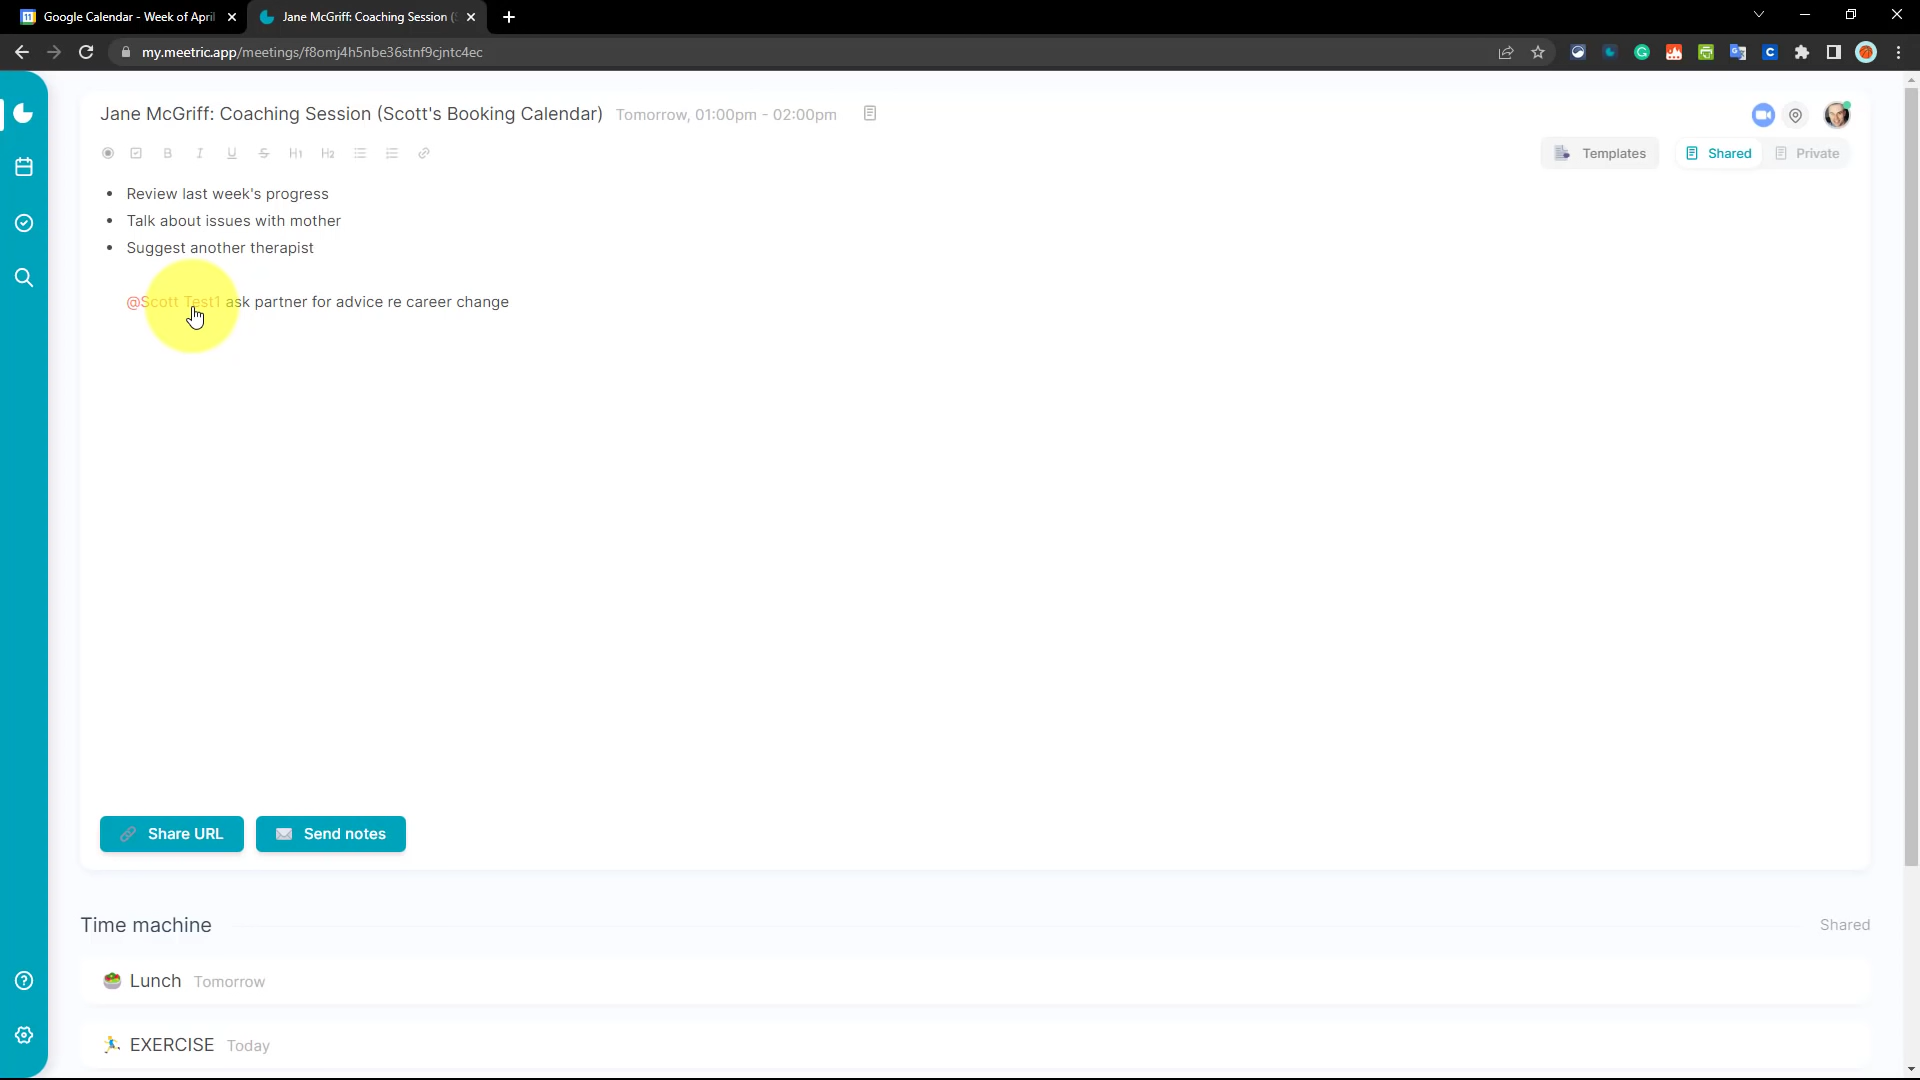 Google Calendar - Week of April
Jane McGriff: Coaching Session (S
my.meetric.app/meetings/f8omj4h5nbe36stnf9cjntc4ec
Jane McGriff: Coaching Session (Scott's Booking Calendar) Tomorrow, 01:00pm - 02:00pm
B I U S H1 H2
Templates Shared Private
• Review last week's progress
• Talk about issues with mother
• Suggest another therapist
@Scott Test1 ask partner for advice re career change
Share URL Send notes
Time machine Shared
Lunch Tomorrow
EXERCISE Today